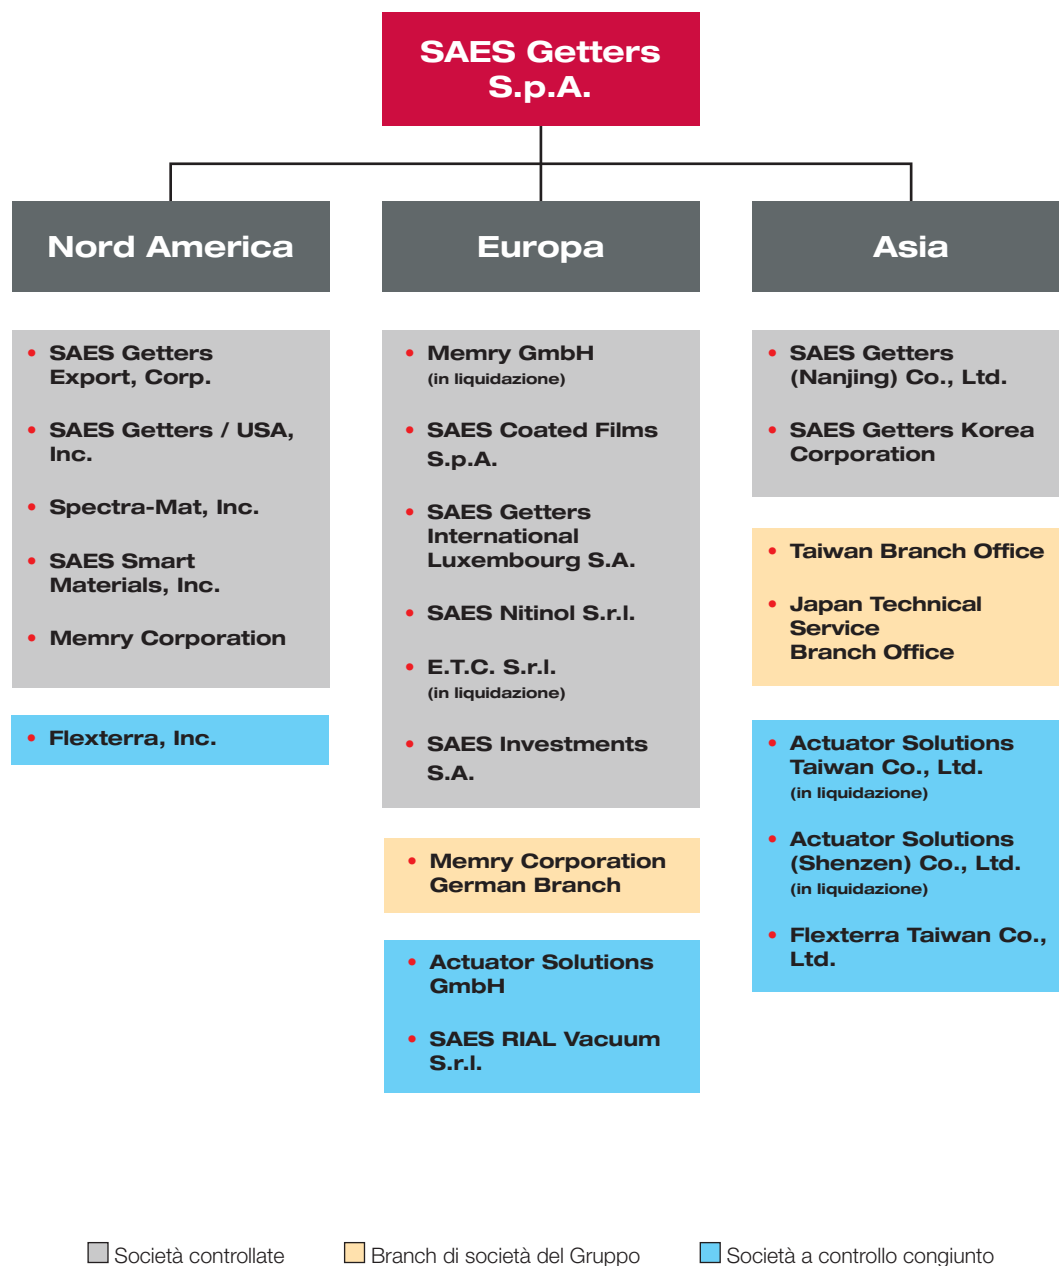 SAES Getters
S.p.A.
Nord America
• SAES Getters
Export, Corp.
• SAES Getters / USA,
Inc.
• Spectra-Mat, Inc.
• SAES Smart
Materials, Inc.
• Memry Corporation
• Flexterra, Inc.
Europa
• Memry GmbH
(in liquidazione)
• SAES Coated Films
S.p.A.
• SAES Getters
International
Luxembourg S.A.
• SAES Nitinol S.r.l.
• E.T.C. S.r.l.
(in liquidazione)
• SAES Investments
S.A.
• Memry Corporation
German Branch
• Actuator Solutions
GmbH
• SAES RIAL Vacuum
S.r.l.
Asia
• SAES Getters
(Nanjing) Co., Ltd.
• SAES Getters Korea
Corporation
• Taiwan Branch Office
• Japan Technical
Service
Branch Office
• Actuator Solutions
Taiwan Co., Ltd.
(in liquidazione)
• Actuator Solutions
(Shenzen) Co., Ltd.
(in liquidazione)
• Flexterra Taiwan Co.,
Ltd.
Società controllate
Branch di società del Gruppo
Società a controllo congiunto